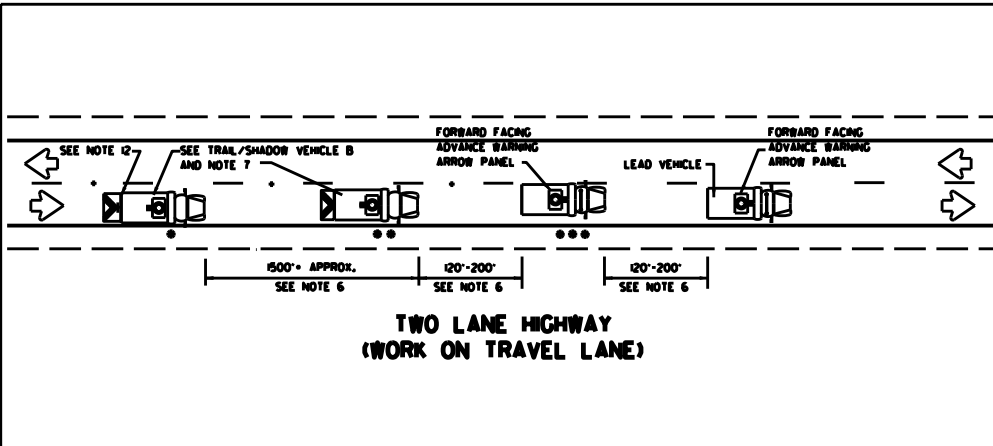 FORWARD FACING
ADVANCE WARNING
ARROW PANEL
FORWARD FACING
ADVANCE WARNING
ARROW PANEL
SEE NOTE 12
SEE TRAIL/SHADOW VEHICLE B
AND NOTE 7
LEAD VEHICLE
* ** ***
1500'+ APPROX.
SEE NOTE 6
120'-200'
SEE NOTE 6
120'-200'
SEE NOTE 6
TWO LANE HIGHWAY
(WORK ON TRAVEL LANE)